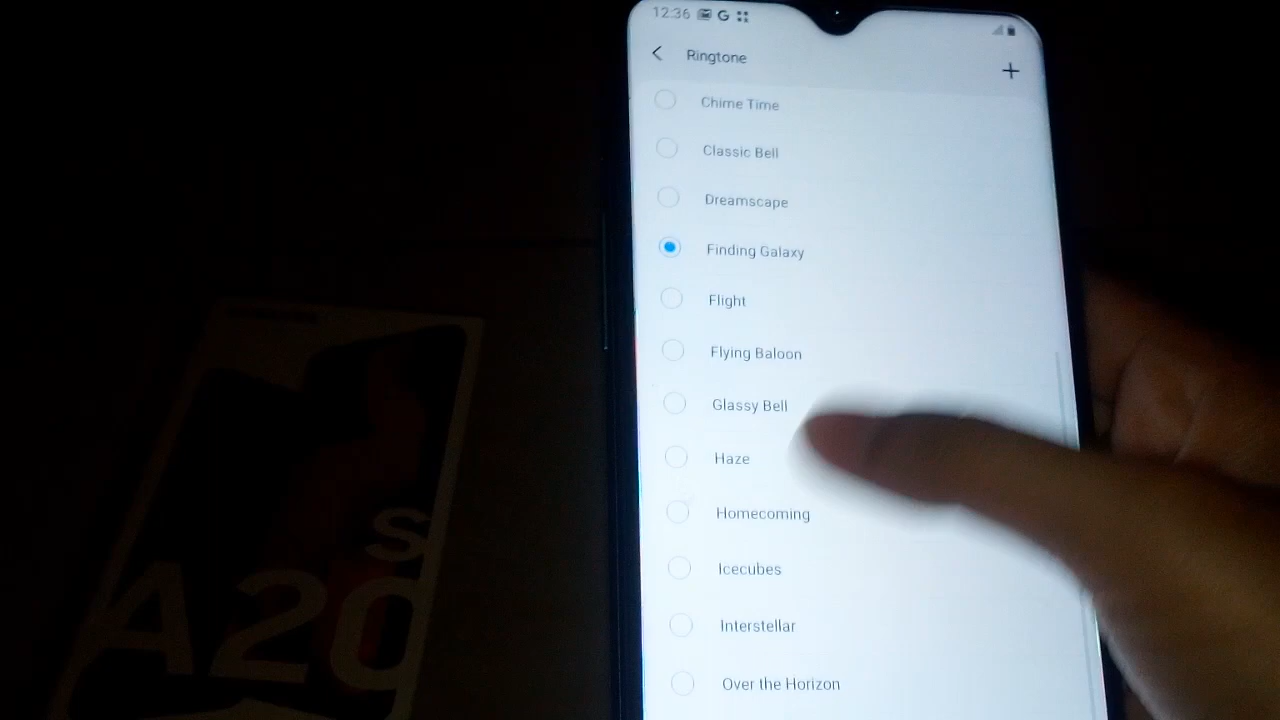 12:36
Ringtone
+
Chime Time
Classic Bell
Dreamscape
Finding Galaxy
Flight
Flying Baloon
Glassy Bell
Haze
Homecoming
Icecubes
Interstellar
Over the Horizon
A20s